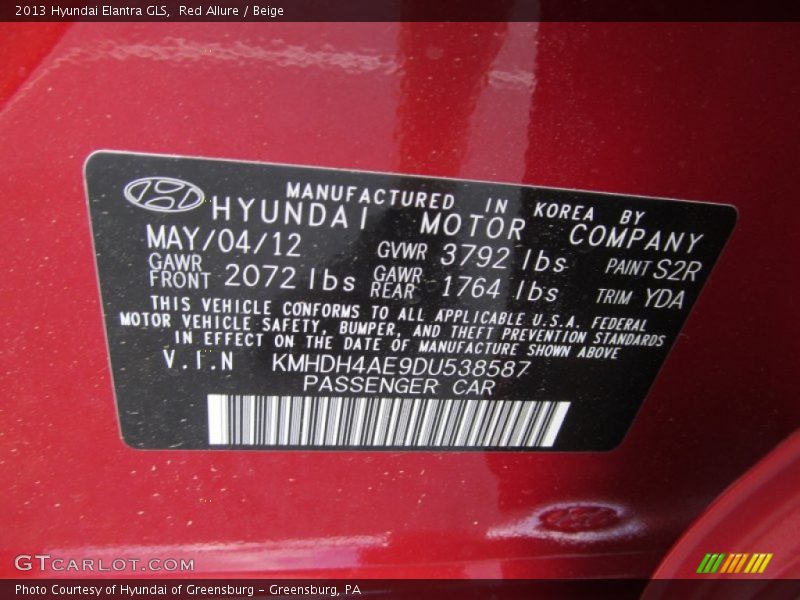 2013 Hyundai Elantra GLS, Red Allure / Beige
MANUFACTURED IN KOREA BY
HYUNDAI MOTOR COMPANY
MAY/04/12 GVWR 3792 lbs PAINT S2R
GAWR FRONT 2072 lbs GAWR REAR 1764 lbs TRIM YDA
THIS VEHICLE CONFORMS TO ALL APPLICABLE U.S.A. FEDERAL
MOTOR VEHICLE SAFETY, BUMPER, AND THEFT PREVENTION STANDARDS
IN EFFECT ON THE DATE OF MANUFACTURE SHOWN ABOVE
V.I.N KMHDH4AE9DU538587
PASSENGER CAR
GTCARLOT.COM
Photo Courtesy of Hyundai of Greensburg - Greensburg, PA